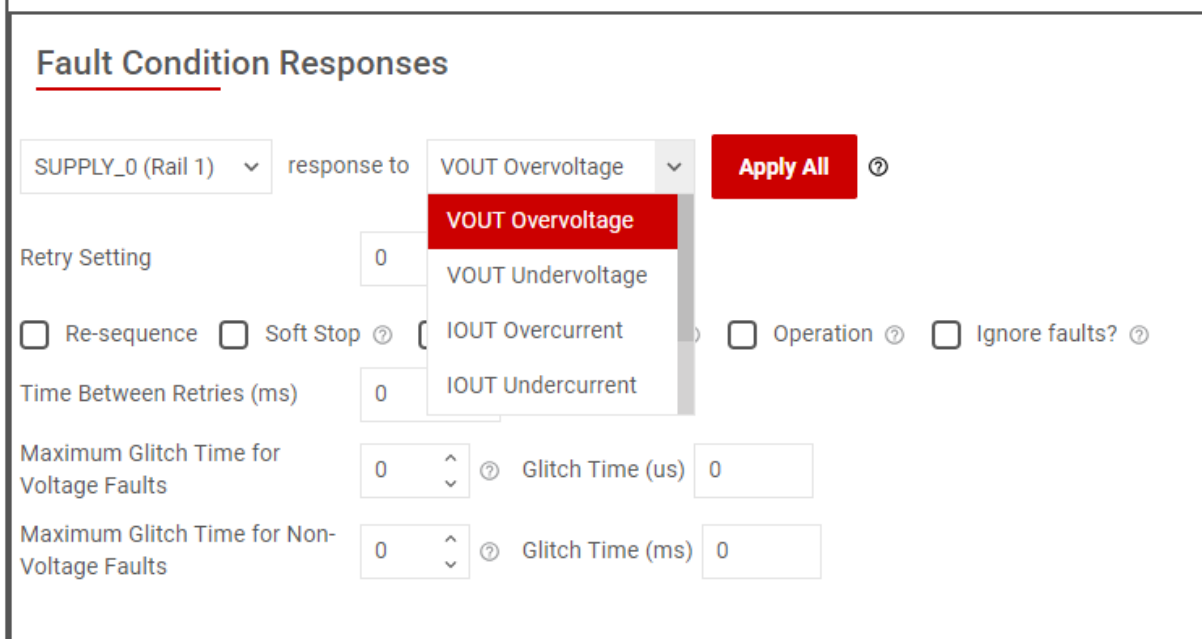 Fault Condition Responses
SUPPLY_0 (Rail 1) response to VOUT Overvoltage Apply All
VOUT Overvoltage
VOUT Undervoltage
IOUT Overcurrent
IOUT Undercurrent
Retry Setting 0
Re-sequence Soft Stop Operation Ignore faults?
Time Between Retries (ms) 0
Maximum Glitch Time for
Voltage Faults
0 Glitch Time (us) 0
Maximum Glitch Time for Non-
Voltage Faults
0 Glitch Time (ms) 0